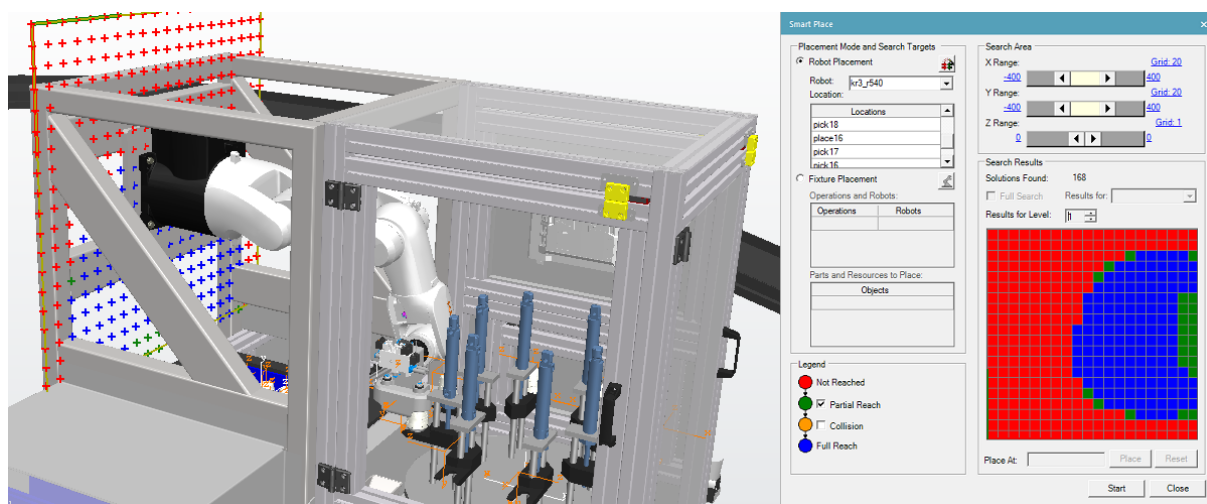 Smart Place
Placement Mode and Search Targets
Robot Placement
Robot: kr3_r540
Location:
Locations
pick18
place16
pick17
pick16
Fixture Placement
Operations and Robots:
Operations Robots
Parts and Resources to Place:
Objects
Legend
Not Reached
Partial Reach
Collision
Full Reach
Search Area
X Range: Grid: 20
-400 400
Y Range: Grid: 20
-400 400
Z Range: Grid: 1
0 0
Search Results
Solutions Found: 168
Full Search Results for:
Results for Level:
Place At: Place Reset
Start Close